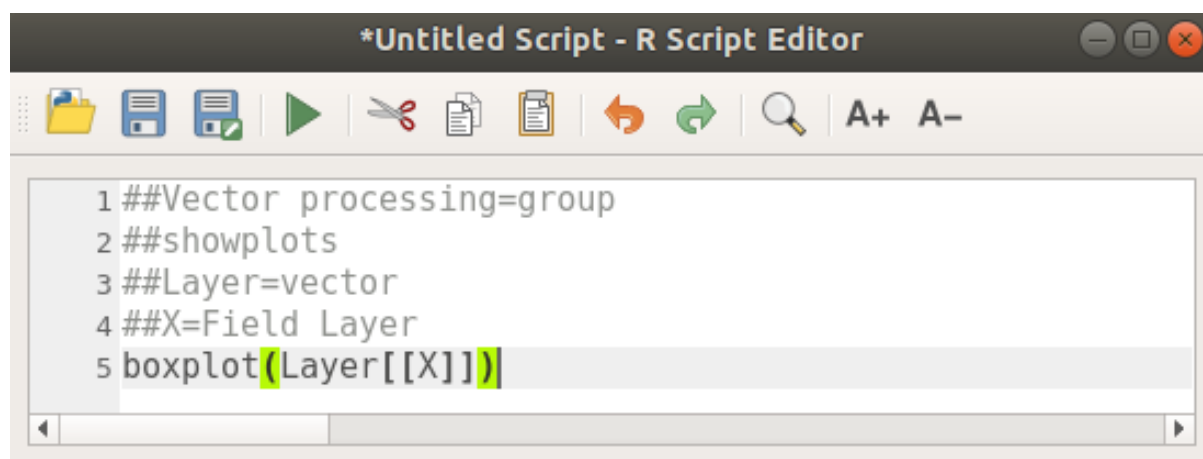 *Untitled Script - R Script Editor
A+ A-
1 ##Vector processing=group
2 ##showplots
3 ##Layer=vector
4 ##X=Field Layer
5 boxplot(Layer[[X]])